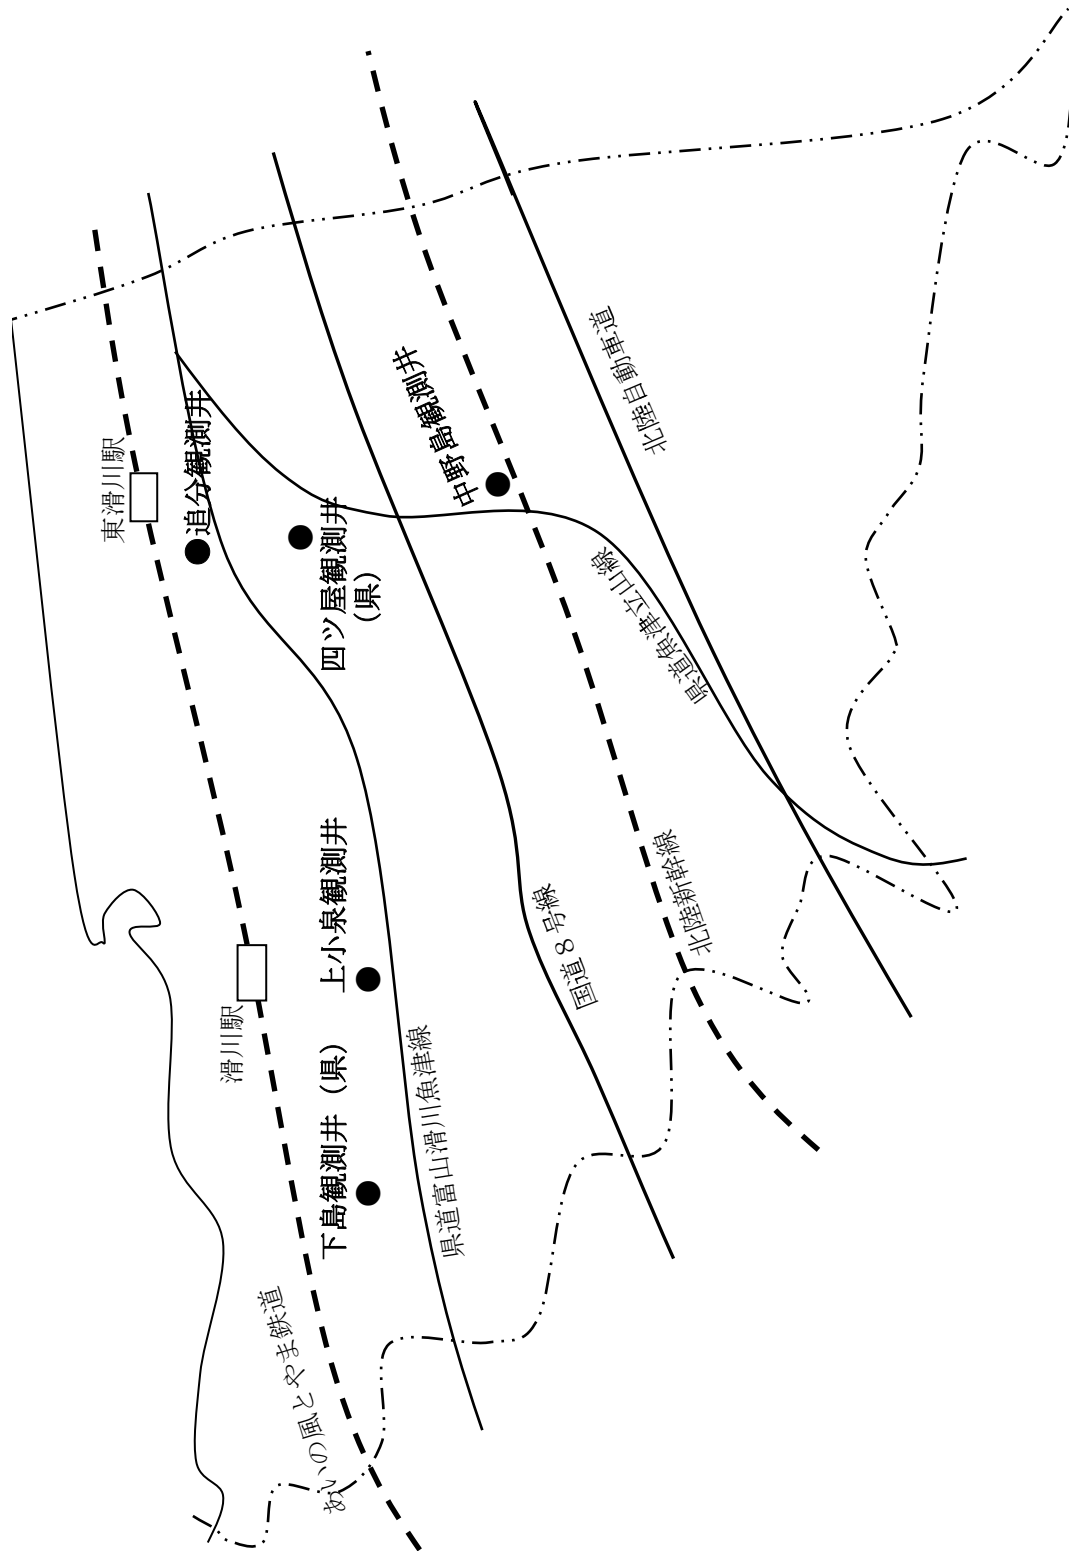 東滑川駅
追分観測井
四ツ屋観測井
（県）
中野島観測井
北陸自動車道
県道魚津立山線
上小泉観測井
滑川駅
下島観測井（県）
県道富山滑川魚津線
国道８号線
北陸新幹線
あいの風とやま鉄道